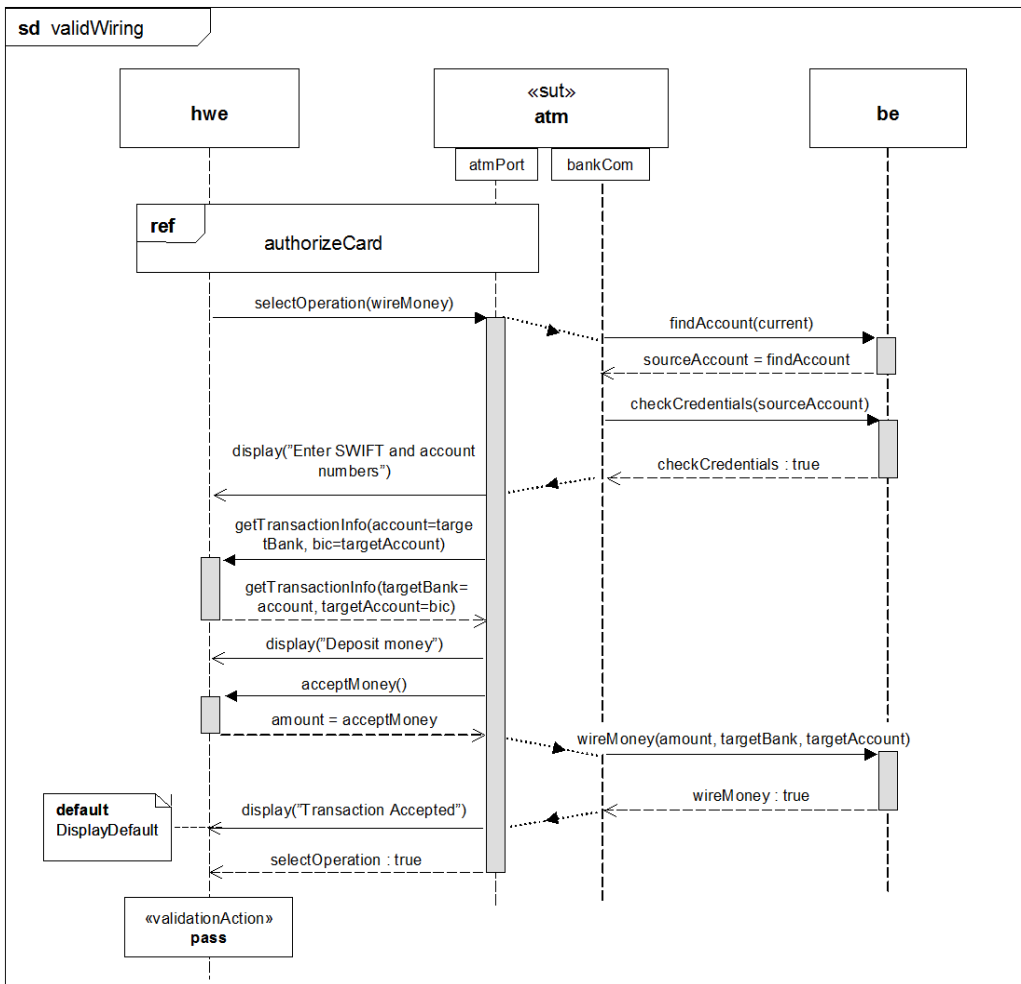 sd validWiring
hwe
«sut»
atm
be
atmPort
bankCom
ref
authorizeCard
selectOperation(wireMoney)
findAccount(current)
sourceAccount = findAccount
checkCredentials(sourceAccount)
display("Enter SWIFT and account
numbers")
checkCredentials : true
getTransactionInfo(account=targe
tBank, bic=targetAccount)
getTransactionInfo(targetBank=
account, targetAccount=bic)
display("Deposit money")
acceptMoney()
amount = acceptMoney
wireMoney(amount, targetBank, targetAccount)
wireMoney : true
default
DisplayDefault
display("Transaction Accepted")
selectOperation : true
«validationAction»
pass